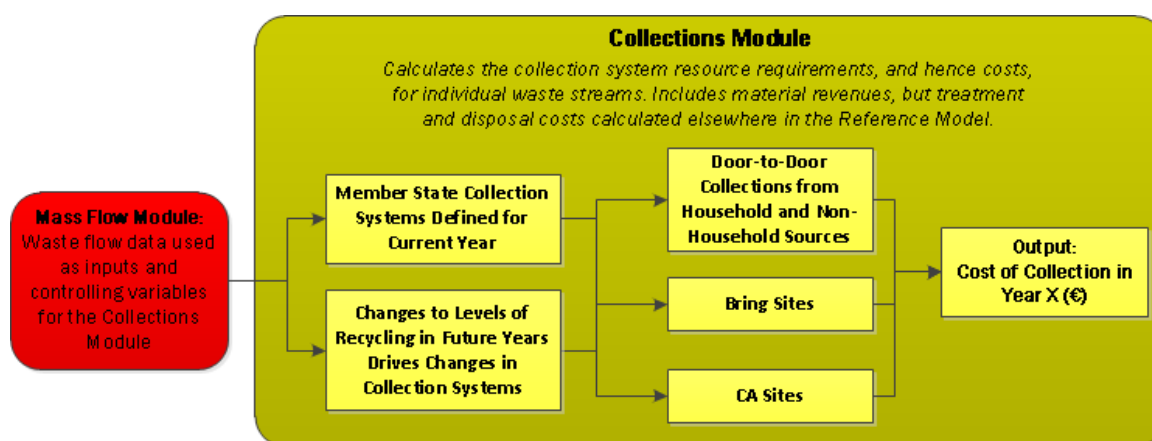 Collections Module
Calculates the collection system resource requirements, and hence costs,
for individual waste streams. Includes material revenues, but treatment
and disposal costs calculated elsewhere in the Reference Model.
Mass Flow Module:
Waste flow data used
as inputs and
controlling variables
for the Collections
Module
Member State Collection
Systems Defined for
Current Year
Changes to Levels of
Recycling in Future Years
Drives Changes in
Collection Systems
Door-to-Door
Collections from
Household and Non-
Household Sources
Bring Sites
CA Sites
Output:
Cost of Collection in
Year X (€)